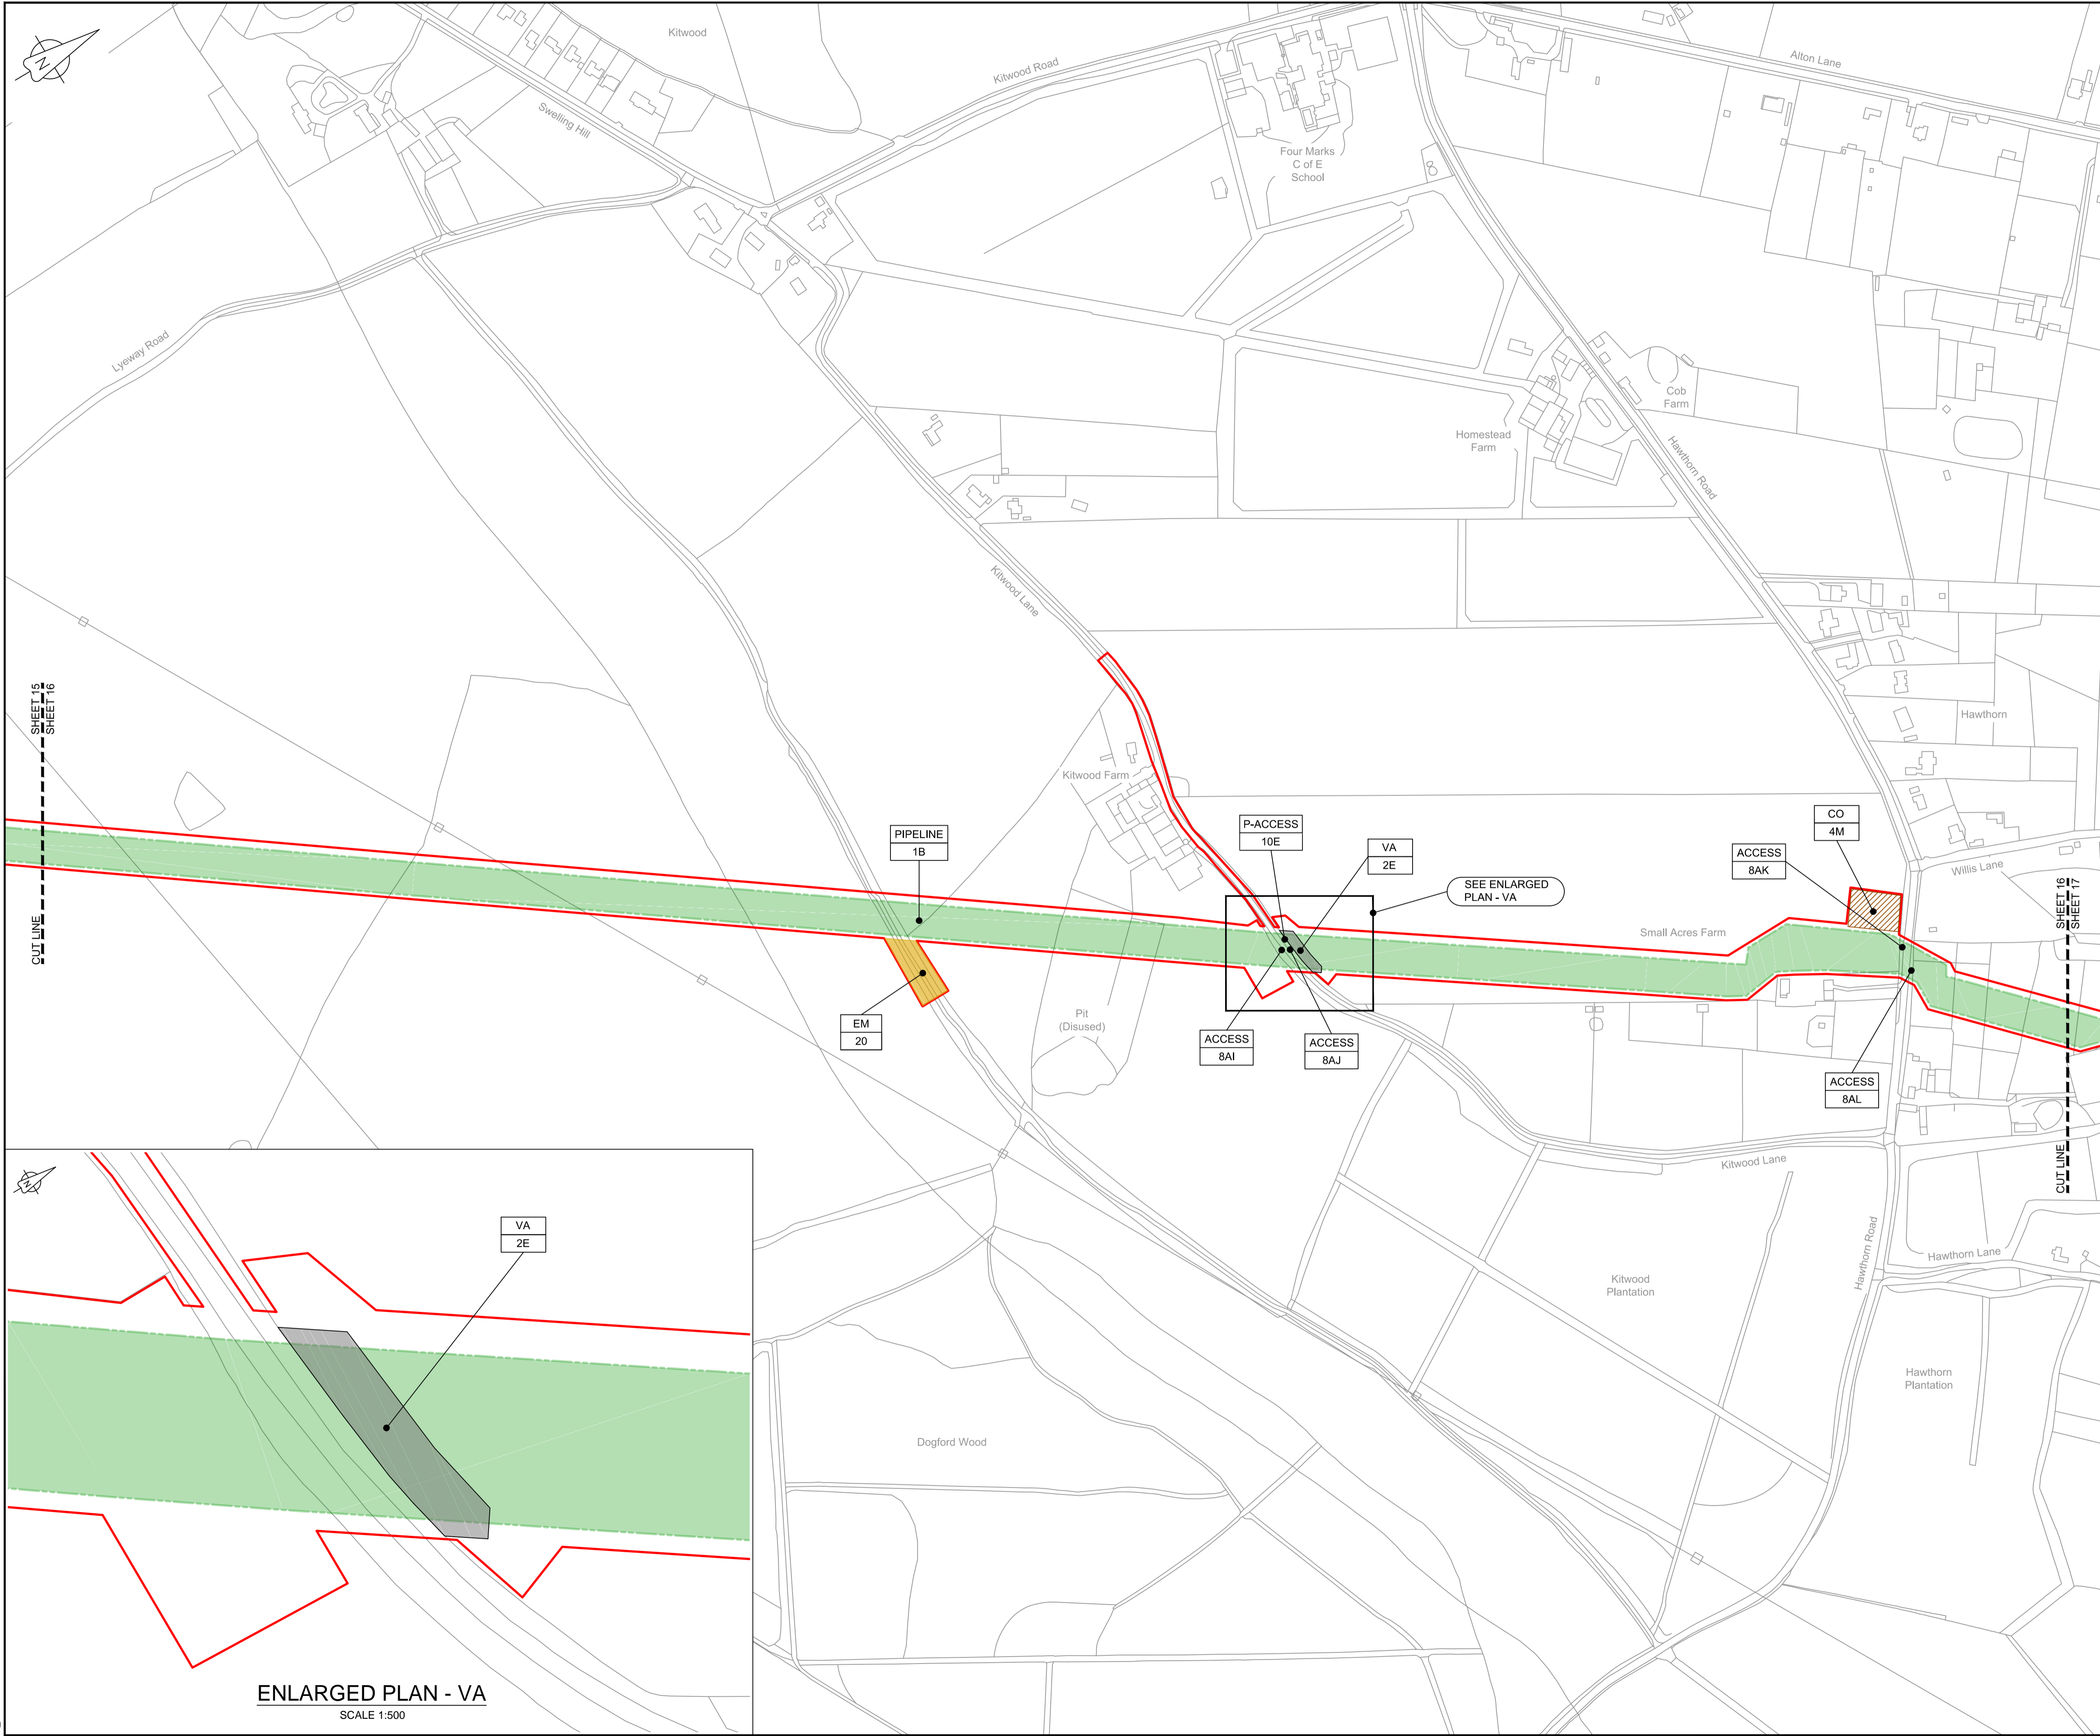 N
Kitwood
Kitwood Road
Alton Lane
Swelling Hill
Four Marks
C of E
School
Lyeway Road
Cob
Farm
Homestead
Farm
Hawthorn Road
Kitwood Lane
SHEET 15
SHEET 16
CUT LINE
Hawthorn
Kitwood Farm
PIPELINE
1B
P-ACCESS
10E
VA
2E
SEE ENLARGED
PLAN - VA
CO
4M
ACCESS
8AK
Willis Lane
SHEET 16
SHEET 17
CUT LINE
Small Acres Farm
EM
20
Pit
(Disused)
ACCESS
8AI
ACCESS
8AJ
ACCESS
8AL
Kitwood Lane
Hawthorn Road
Hawthorn Lane
Kitwood
Plantation
Hawthorn
Plantation
Dogford Wood
N
VA
2E
ENLARGED PLAN - VA
SCALE 1:500